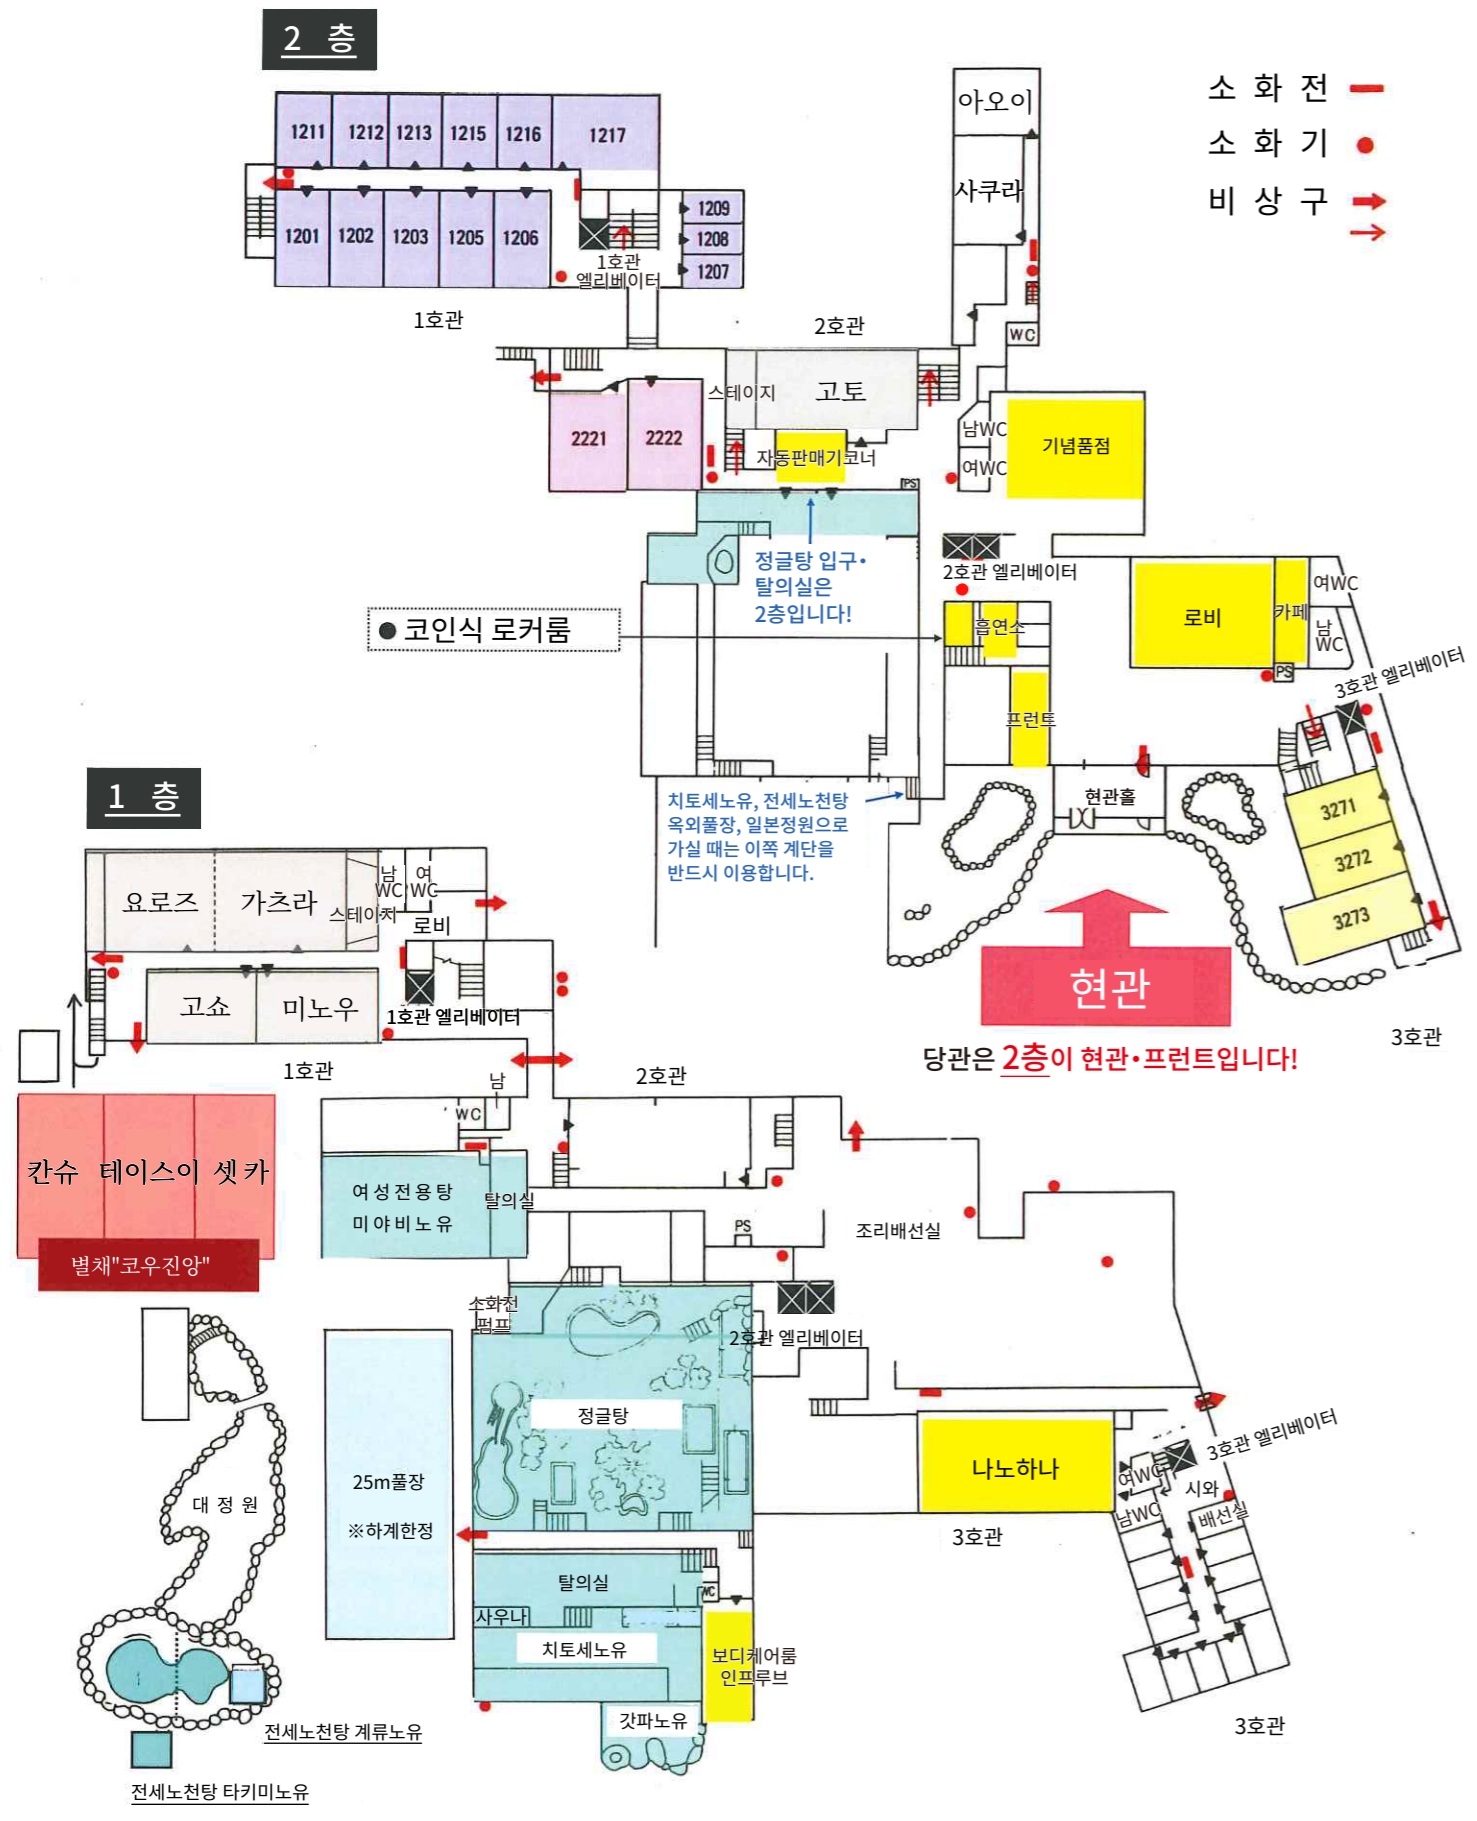 2 층
소화전
소화기
비상구
1211
1212
1213
1215
1216
1217
1201
1202
1203
1205
1206
1209
1208
1207
1호관
엘리베이터
1호관
2호관
아오이
사쿠라
WC
스테이지
고토
2221
2222
자동판매기코너
남WC
여WC
기념품점
PS
정글탕 입구•
탈의실은
2층입니다!
2호관 엘리베이터
● 코인식 로커룸
흡연소
로비
카페
여WC
남
WC
PS
3호관 엘리베이터
프런트
현관홀
치토세노유, 전세노천탕
옥외풀장, 일본정원으로
가실 때는 이쪽 계단을
반드시 이용합니다.
3271
3272
3273
현관
3호관
당관은 2층이 현관•프런트입니다!
1 층
요로즈
가츠라
스테이지
남
WC
여
WC
로비
고쇼
미노우
1호관 엘리베이터
1호관
2호관
남
WC
칸슈
테이스이
셋카
별채"코우진앙"
여성전용탕
미야비노유
탈의실
PS
조리배선실
소화전
펌프
2호관 엘리베이터
정글탕
25m풀장
※하계한정
대정원
나노하나
3호관 엘리베이터
여WC
남WC
시와
배선실
3호관
탈의실
WC
사우나
치토세노유
보디케어룸
인프루브
갓파노유
3호관
전세노천탕 계류노유
전세노천탕 타키미노유